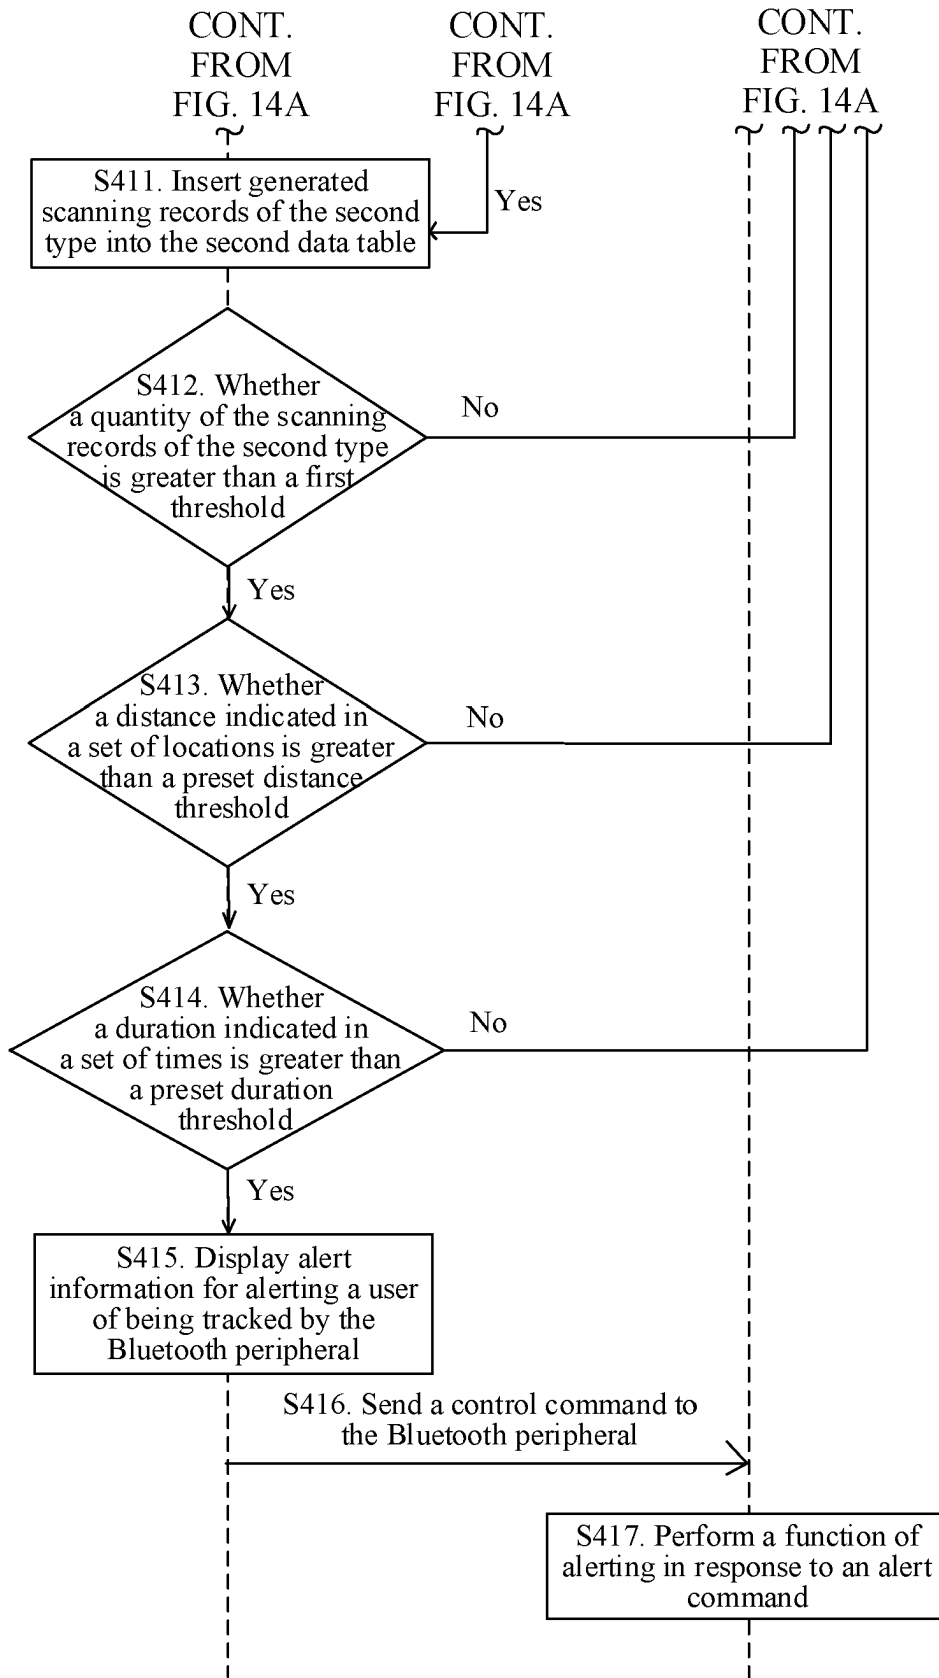 CONT.
FROM
FIG. 14A
CONT.
FROM
FIG. 14A
CONT.
FROM
FIG. 14A
S411. Insert generated
scanning records of the second
type into the second data table
Yes
S412. Whether
a quantity of the scanning
records of the second type
is greater than a first
threshold
No
Yes
S413. Whether
a distance indicated in
a set of locations is greater
than a preset distance
threshold
No
Yes
S414. Whether
a duration indicated in
a set of times is greater than
a preset duration
threshold
No
Yes
S415. Display alert
information for alerting a user
of being tracked by the
Bluetooth peripheral
S416. Send a control command to
the Bluetooth peripheral
S417. Perform a function of
alerting in response to an alert
command